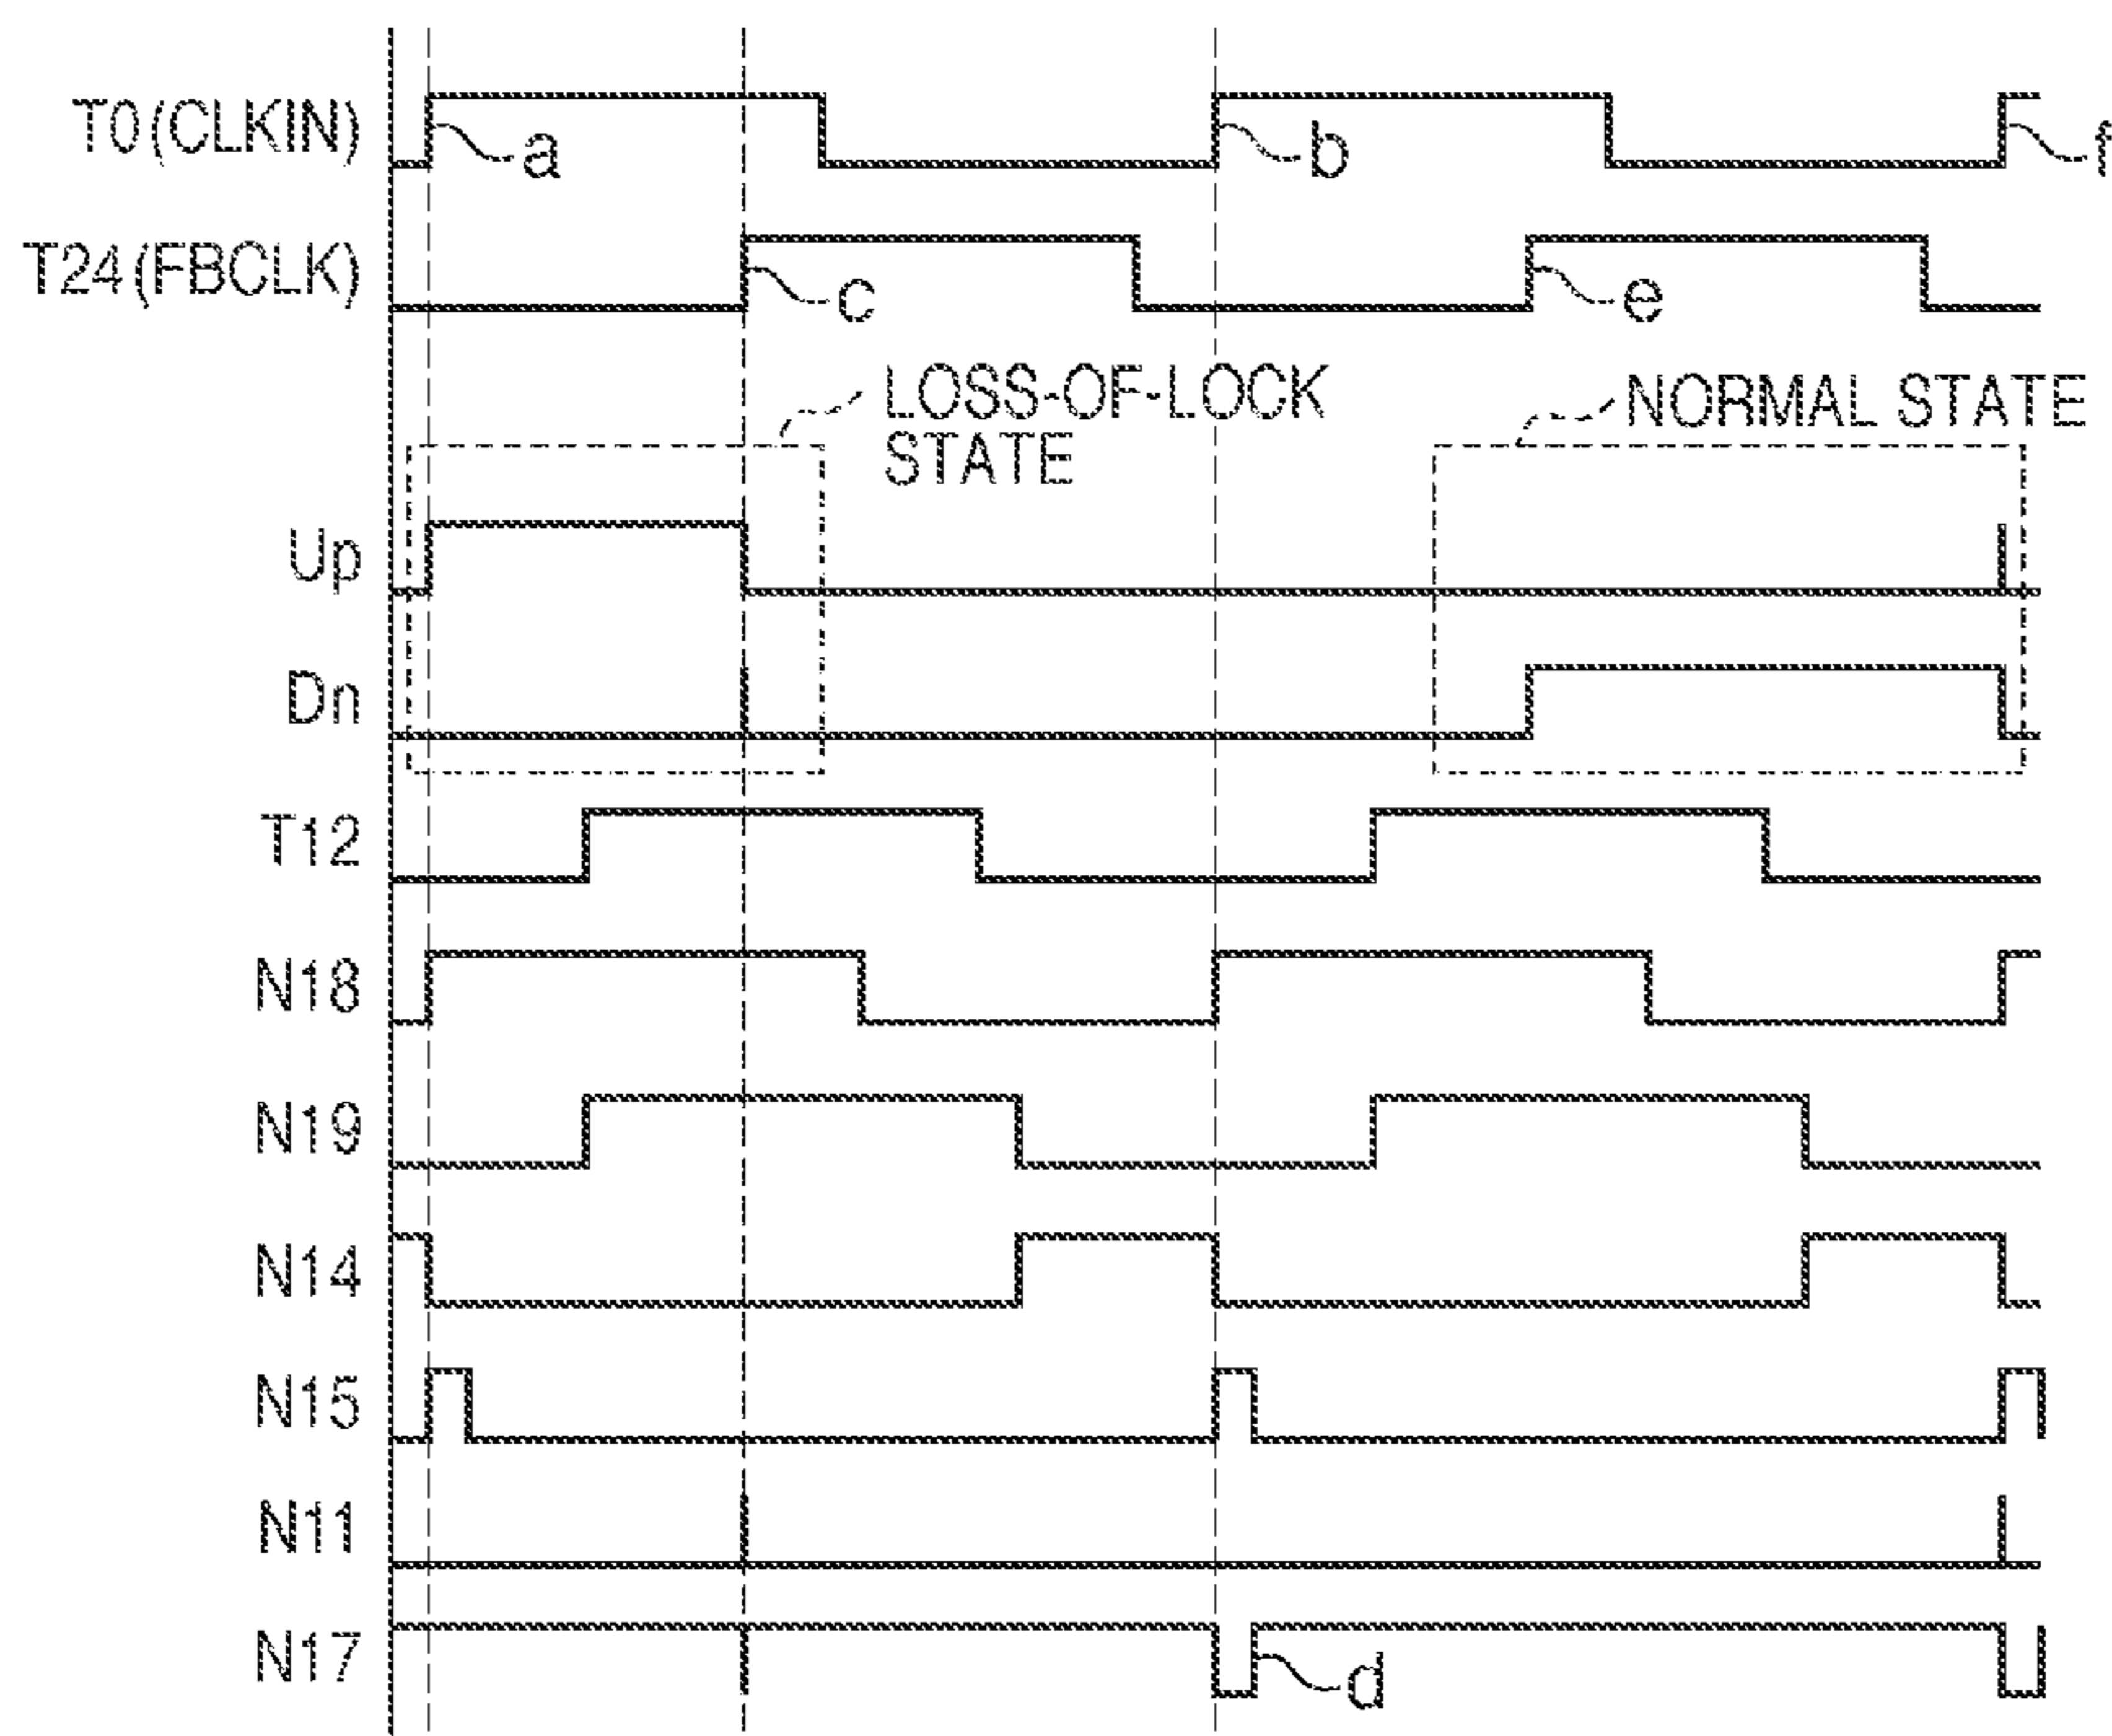 T0(CLKIN)
a
b
f
T24(FBCLK)
c
e
LOSS-OF-LOCK
STATE
NORMAL STATE
Up
Dn
T12
N18
N19
N14
N15
N11
N17
d